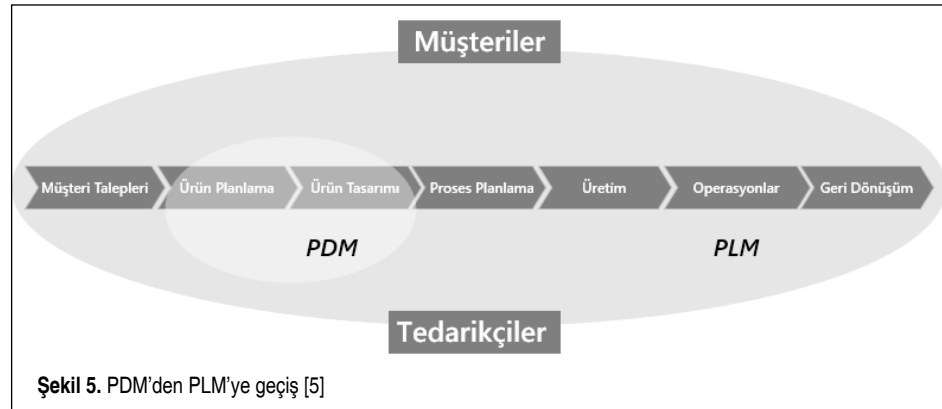 Müşteriler
Müşteri Talepleri Ürün Planlama Ürün Tasarımı Proses Planlama Üretim Operasyonlar Geri Dönüşüm
PDM PLM
Tedarikçiler
Şekil 5. PDM’den PLM’ye geçiş [5]